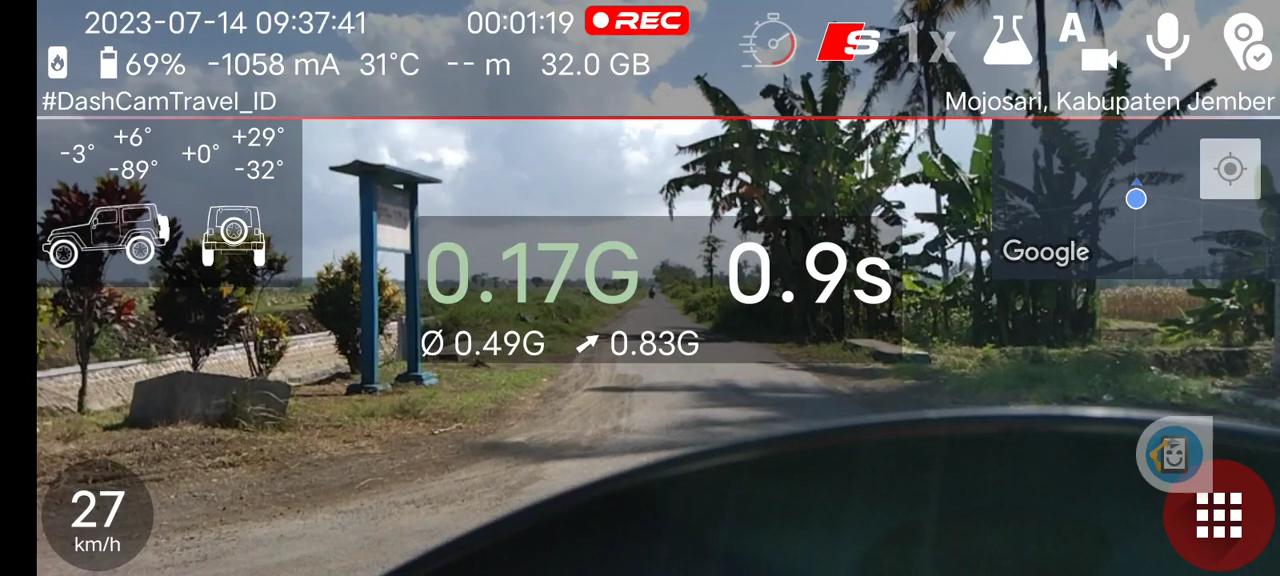 2023-07-14 09:37:41 00:01:19 REC
69% -1058 mA 31°C -- m 32.0 GB
S 1x A
#DashCamTravel_ID
Mojosari, Kabupaten Jember
-3° +6° -89° +0° +29° -32°
0.17G 0.9s
Ø 0.49G 0.83G
Google
27
km/h